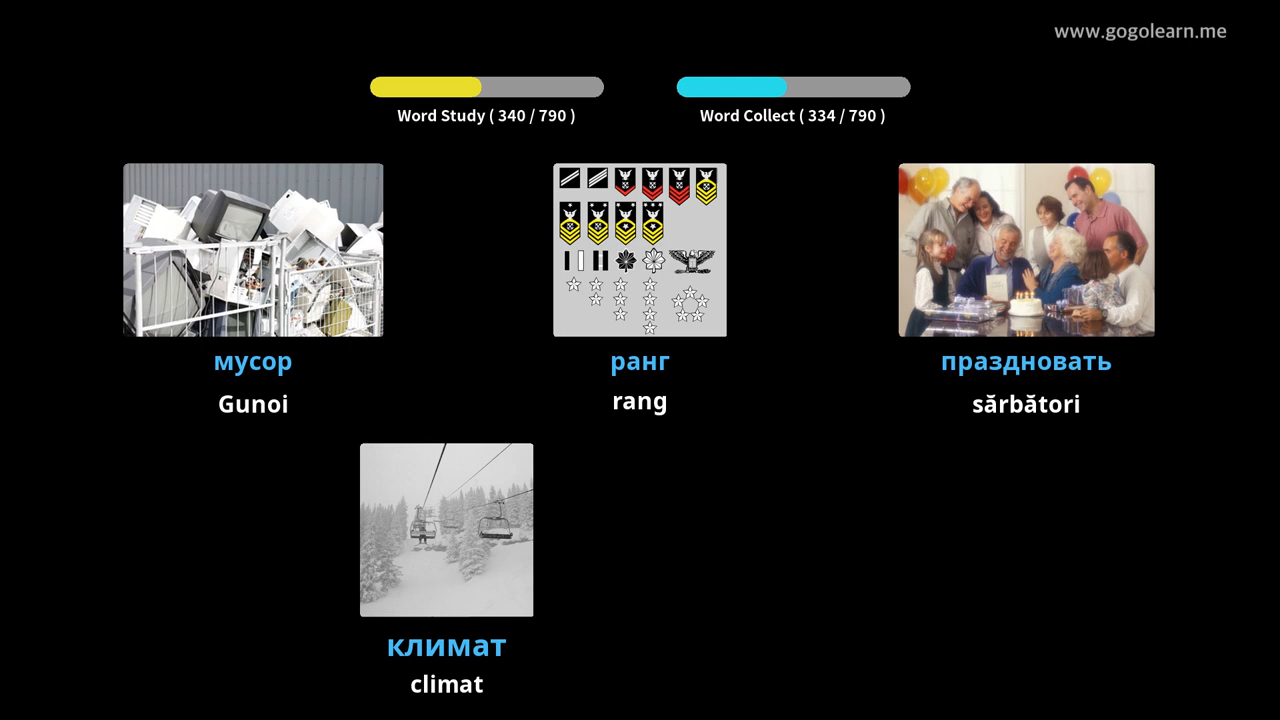 www.gogolearn.me
Word Study ( 340 / 790 )
Word Collect ( 334 / 790 )
мусор
ранг
праздновать
Gunoi
rang
sărbători
климат
climat